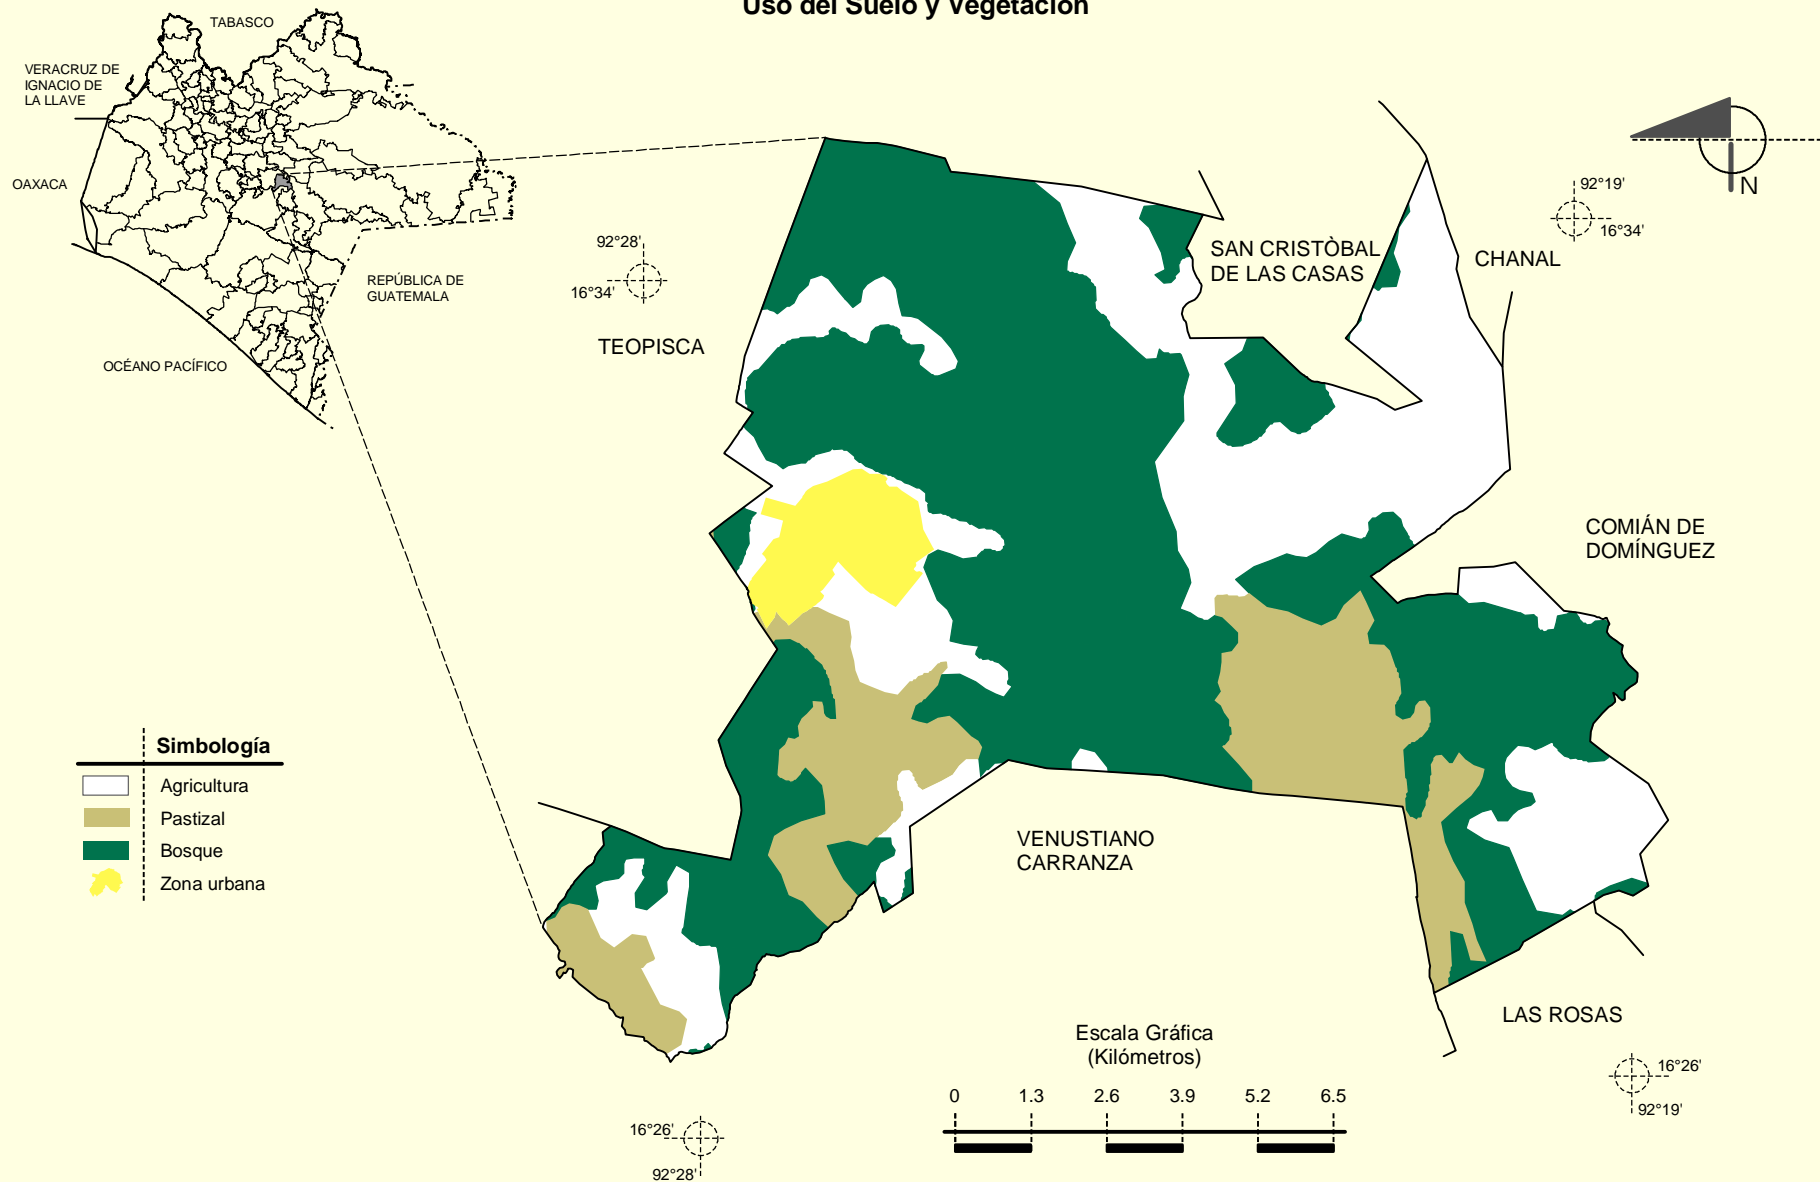 Uso del Suelo y Vegetación
TABASCO
VERACRUZ DE
IGNACIO DE
LA LLAVE
OAXACA
REPÚBLICA DE
GUATEMALA
OCÉANO PACÍFICO
92°28'
16°34'
TEOPISCA
SAN CRISTÒBAL
DE LAS CASAS
CHANAL
N
92°19'
16°34'
COMIÁN DE
DOMÍNGUEZ
Simbología
Agricultura
Pastizal
Bosque
Zona urbana
VENUSTIANO
CARRANZA
LAS ROSAS
Escala Gráfica
(Kilómetros)
0 1.3 2.6 3.9 5.2 6.5
16°26'
92°28'
16°26'
92°19'